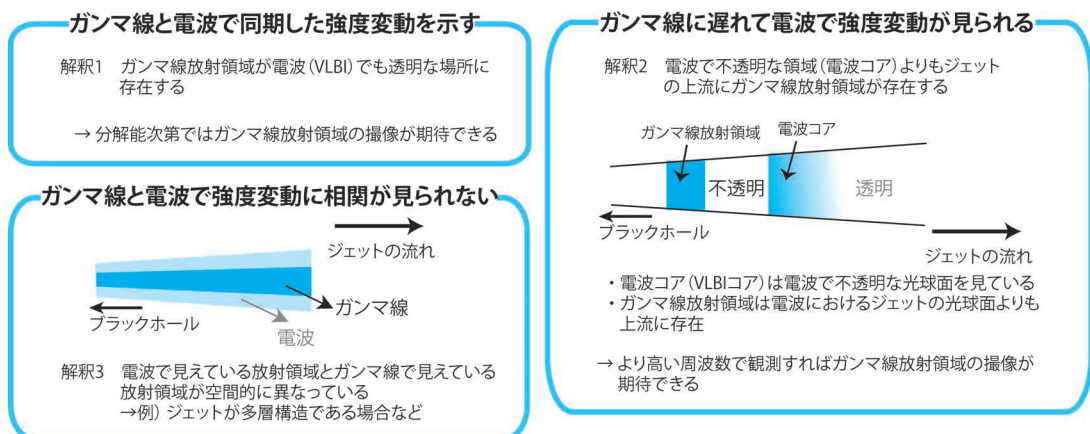 ガンマ線と電波で同期した強度変動を示す
解釈1 ガンマ線放射領域が電波(VLBI)でも透明な場所に
存在する
→ 分解能次第ではガンマ線放射領域の撮像が期待できる
ガンマ線と電波で強度変動に相関が見られない
ジェットの流れ
ガンマ線
ブラックホール
電波
解釈3 電波で見えている放射領域とガンマ線で見えている
放射領域が空間的に異なっている
→例) ジェットが多層構造である場合など
ガンマ線に遅れて電波で強度変動が見られる
解釈2 電波で不透明な領域(電波コア)よりもジェット
の上流にガンマ線放射領域が存在する
ガンマ線放射領域
電波コア
不透明
透明
ブラックホール
ジェットの流れ
・電波コア(VLBIコア)は電波で不透明な光球面を見ている
・ガンマ線放射領域は電波におけるジェットの光球面よりも
上流に存在
→ より高い周波数で観測すればガンマ線放射領域の撮像が
期待できる